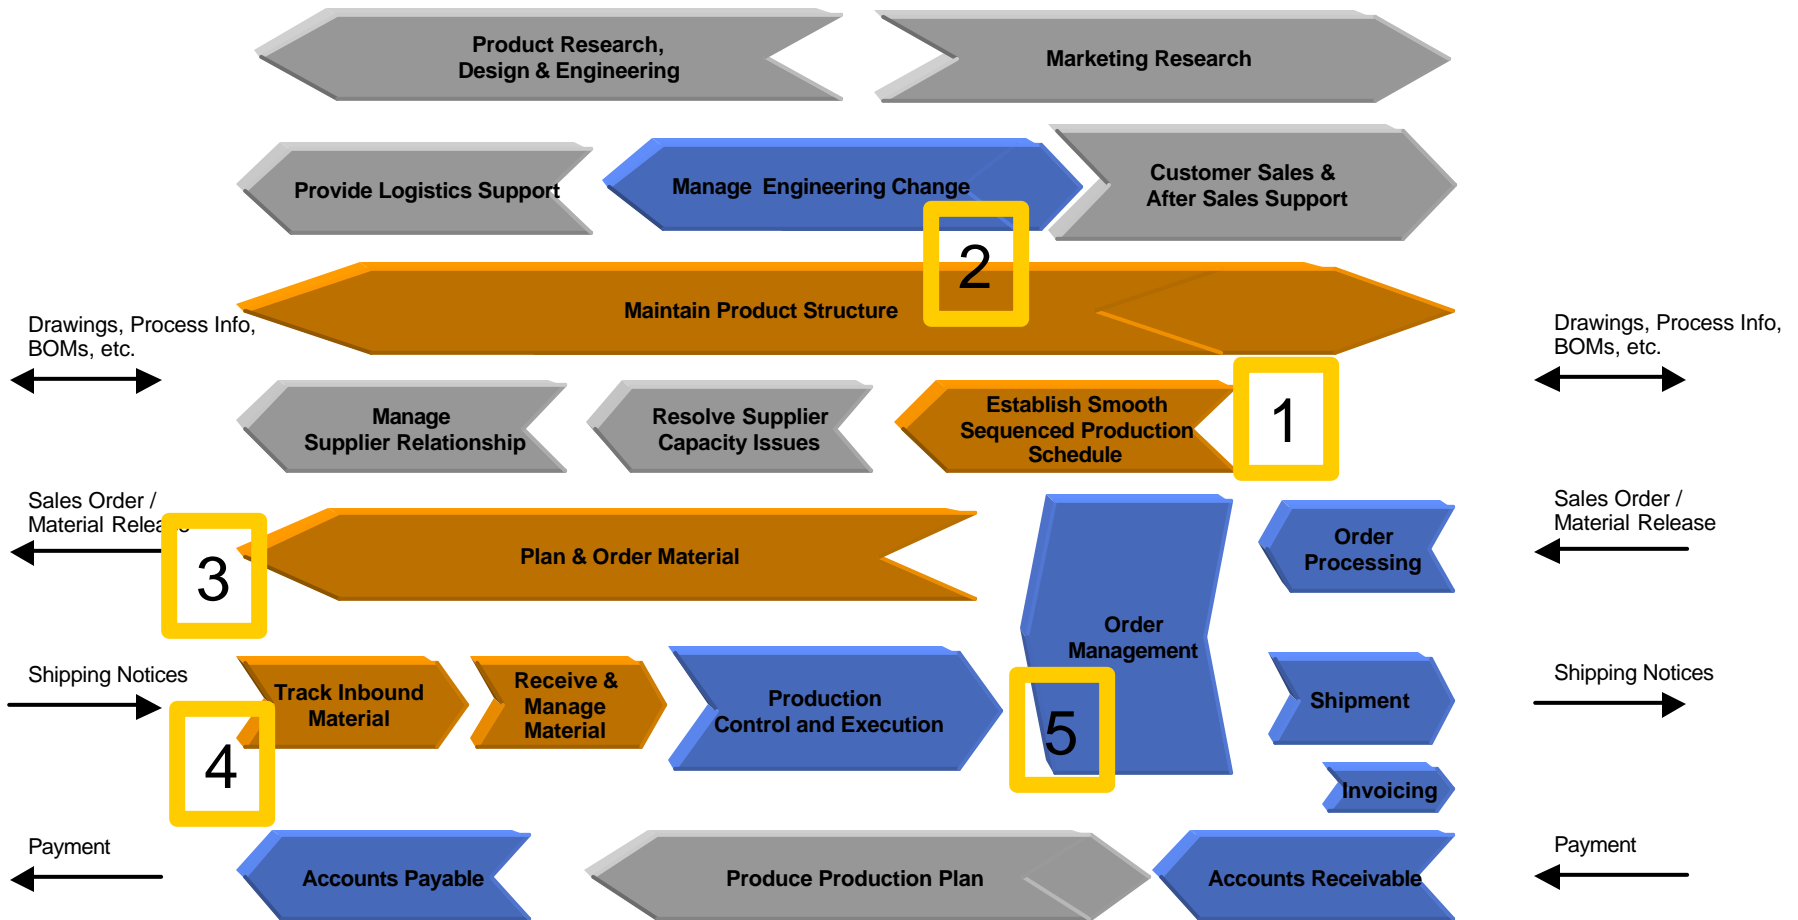 Product Research,
Design & Engineering
Marketing Research
Provide Logistics Support
Manage Engineering Change
Customer Sales &
After Sales Support
2
Maintain Product Structure
Drawings, Process Info,
BOMs, etc.
Drawings, Process Info,
BOMs, etc.
Manage
Supplier Relationship
Resolve Supplier
Capacity Issues
Establish Smooth
Sequenced Production
Schedule
1
Sales Order /
Material Release
3
Plan & Order Material
Order
Management
Order
Processing
Sales Order /
Material Release
Shipping Notices
4
Track Inbound
Material
Receive &
Manage
Material
Production
Control and Execution
5
Shipment
Shipping Notices
Invoicing
Payment
Accounts Payable
Produce Production Plan
Accounts Receivable
Payment